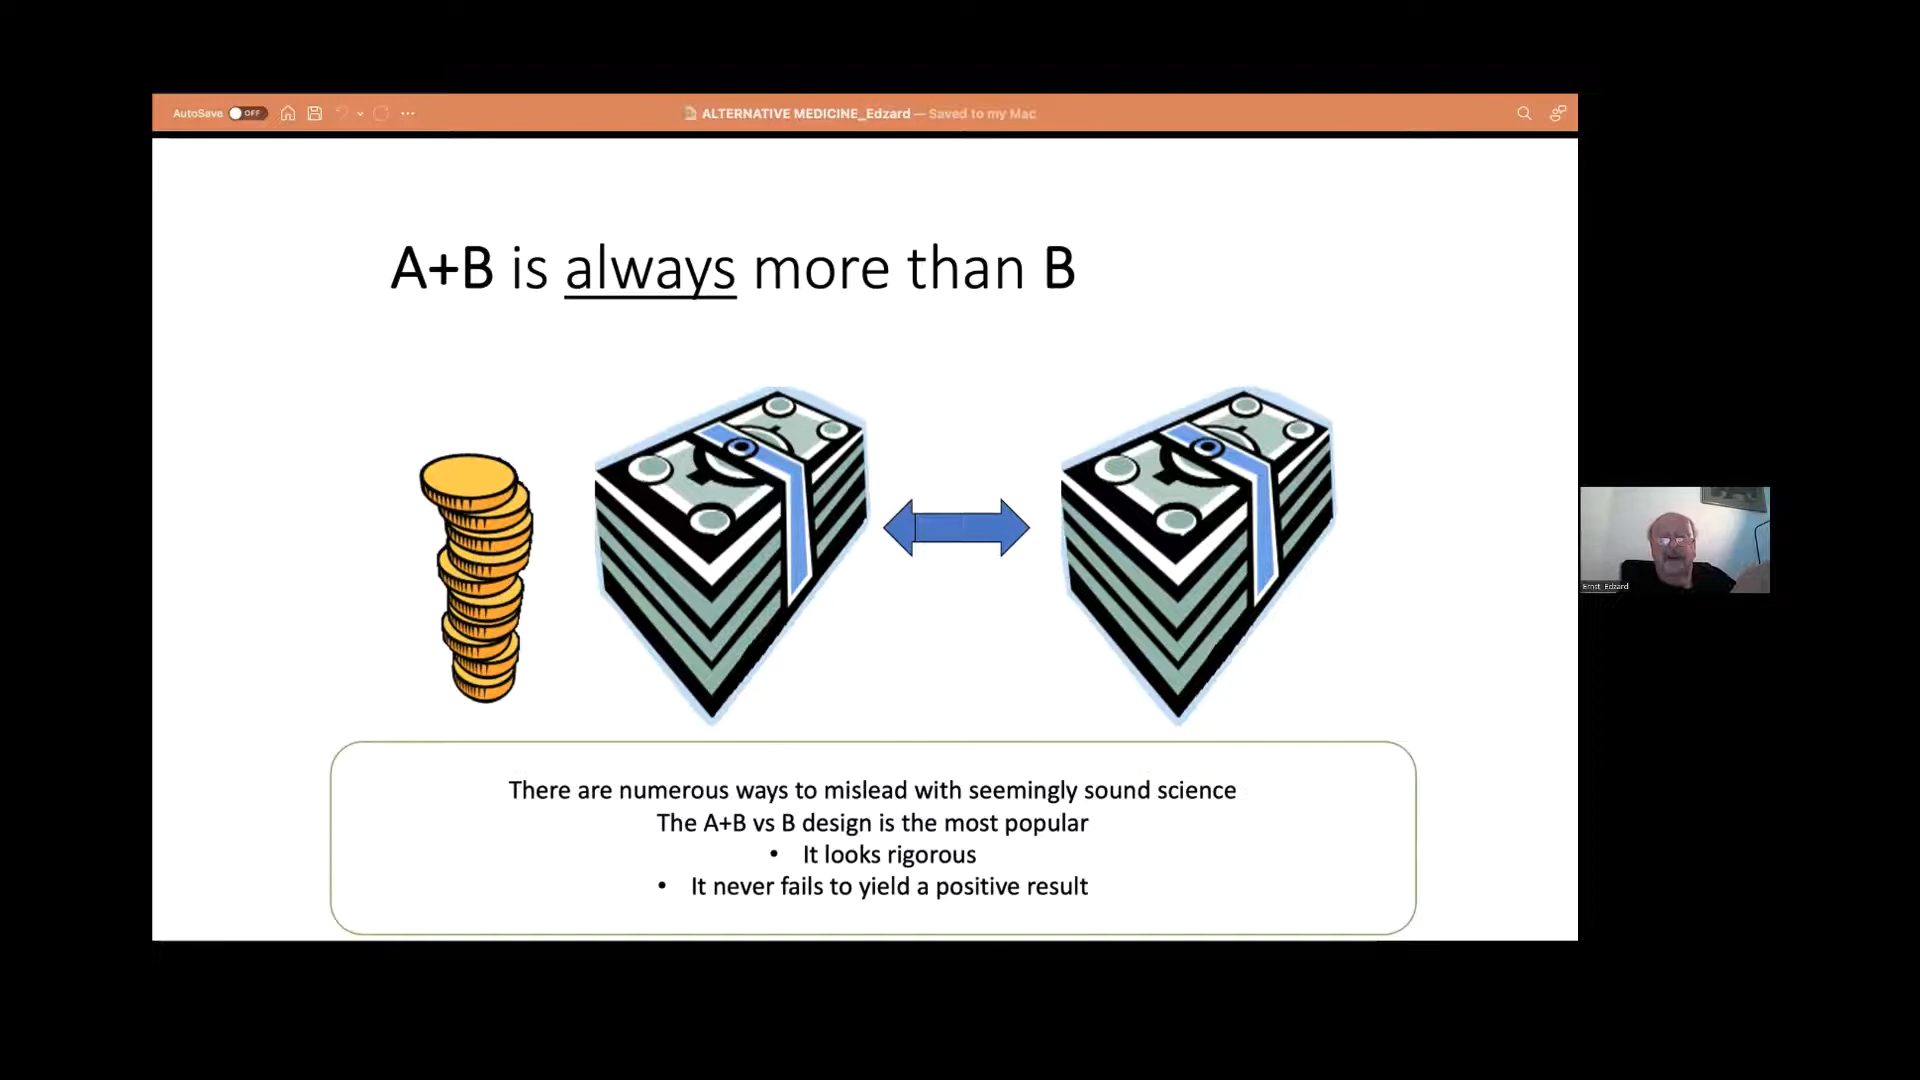 AutoSave OFF
ALTERNATIVE MEDICINE_Edzard — Saved to my Mac
A+B is always more than B
There are numerous ways to mislead with seemingly sound science
The A+B vs B design is the most popular
• It looks rigorous
• It never fails to yield a positive result
Ernst, Edzard